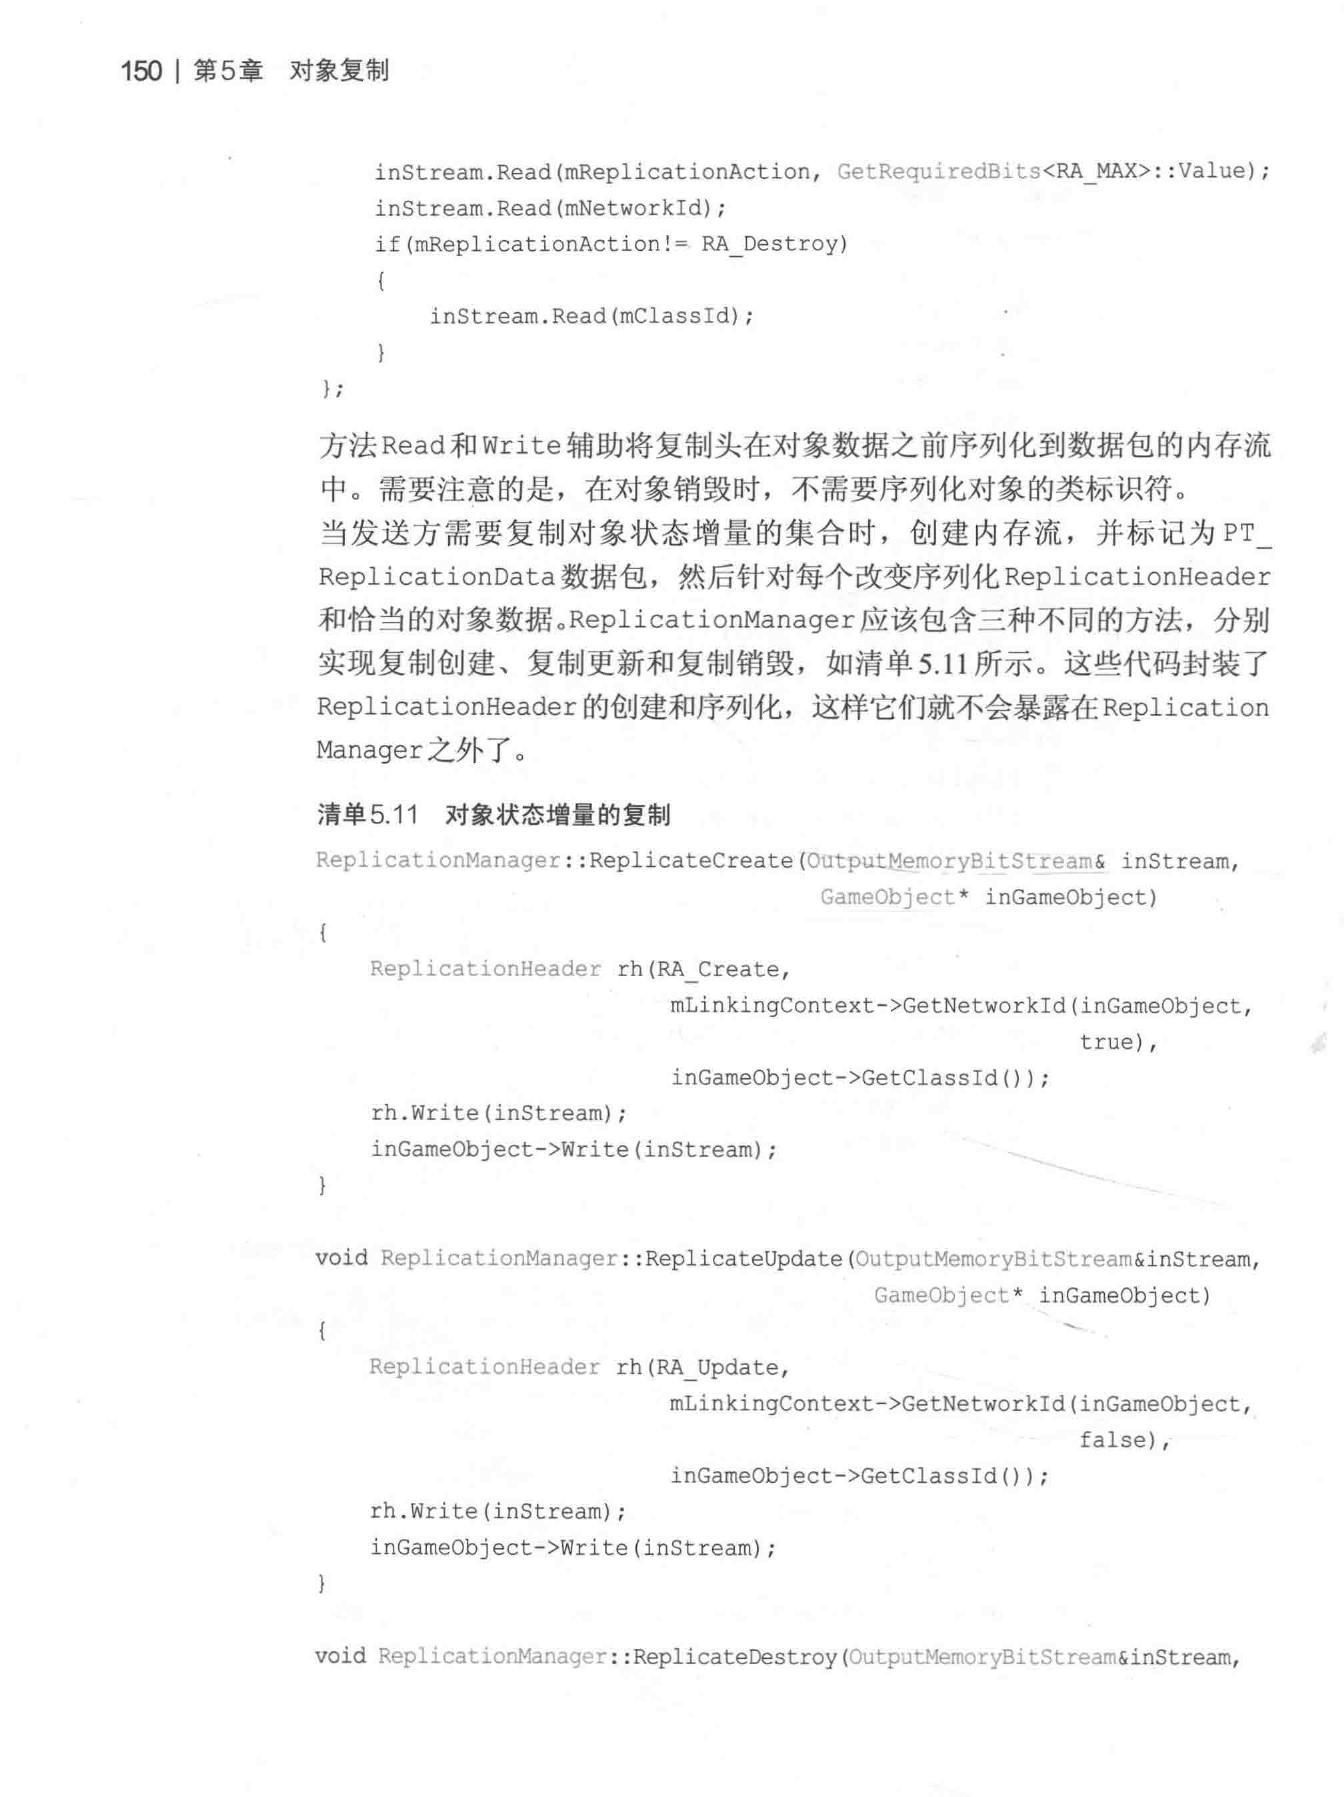 150 | 第5章 对象复制
inStream.Read(mReplicationAction, GetRequiredBits<RA_MAX>::Value);
inStream.Read(mNetworkId);
if(mReplicationAction!= RA_Destroy)
{
inStream.Read(mClassId);
}
};
方法Read和Write辅助将复制头在对象数据之前序列化到数据包的内存流
中。需要注意的是，在对象销毁时，不需要序列化对象的类标识符。
当发送方需要复制对象状态增量的集合时，创建内存流，并标记为PT_
ReplicationData数据包，然后针对每个改变序列化ReplicationHeader
和恰当的对象数据。ReplicationManager应该包含三种不同的方法，分别
实现复制创建、复制更新和复制销毁，如清单5.11所示。这些代码封装了
ReplicationHeader的创建和序列化，这样它们就不会暴露在Replication
Manager之外了。
清单5.11 对象状态增量的复制
ReplicationManager::ReplicateCreate(OutputMemoryBitStream& inStream,
GameObject* inGameObject)
{
ReplicationHeader rh(RA_Create,
mLinkingContext->GetNetworkId(inGameObject,
true),
inGameObject->GetClassId());
rh.Write(inStream);
inGameObject->Write(inStream);
}
void ReplicationManager::ReplicateUpdate(OutputMemoryBitStream&inStream,
GameObject* inGameObject)
{
ReplicationHeader rh(RA_Update,
mLinkingContext->GetNetworkId(inGameObject,
false),
inGameObject->GetClassId());
rh.Write(inStream);
inGameObject->Write(inStream);
}
void ReplicationManager::ReplicateDestroy(OutputMemoryBitStream&inStream,